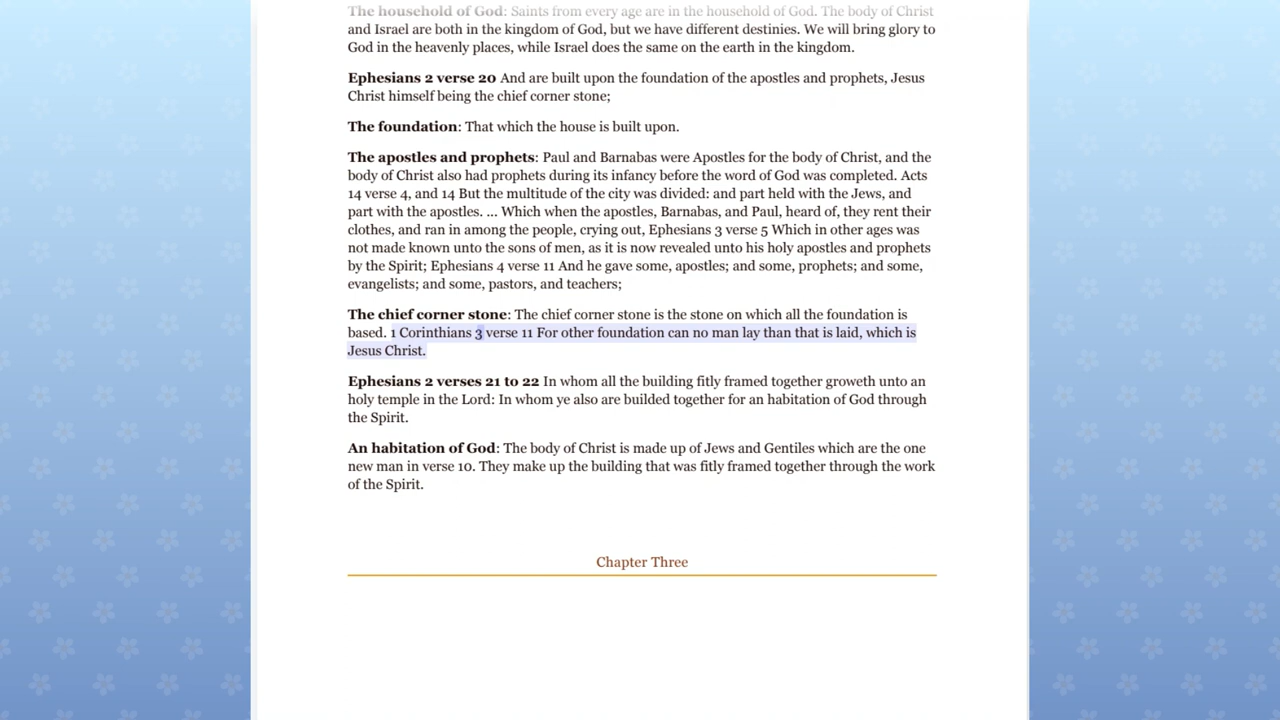 The household of God: Saints from every age are in the household of God. The body of Christ
and Israel are both in the kingdom of God, but we have different destinies. We will bring glory to
God in the heavenly places, while Israel does the same on the earth in the kingdom.
Ephesians 2 verse 20 And are built upon the foundation of the apostles and prophets, Jesus
Christ himself being the chief corner stone;
The foundation: That which the house is built upon.
The apostles and prophets: Paul and Barnabas were Apostles for the body of Christ, and the
body of Christ also had prophets during its infancy before the word of God was completed. Acts
14 verse 4, and 14 But the multitude of the city was divided: and part held with the Jews, and
part with the apostles. ... Which when the apostles, Barnabas, and Paul, heard of, they rent their
clothes, and ran in among the people, crying out, Ephesians 3 verse 5 Which in other ages was
not made known unto the sons of men, as it is now revealed unto his holy apostles and prophets
by the Spirit; Ephesians 4 verse 11 And he gave some, apostles; and some, prophets; and some,
evangelists; and some, pastors, and teachers;
The chief corner stone: The chief corner stone is the stone on which all the foundation is
based. 1 Corinthians 3 verse 11 For other foundation can no man lay than that is laid, which is
Jesus Christ.
Ephesians 2 verses 21 to 22 In whom all the building fitly framed together groweth unto an
holy temple in the Lord: In whom ye also are builded together for an habitation of God through
the Spirit.
An habitation of God: The body of Christ is made up of Jews and Gentiles which are the one
new man in verse 10. They make up the building that was fitly framed together through the work
of the Spirit.
Chapter Three